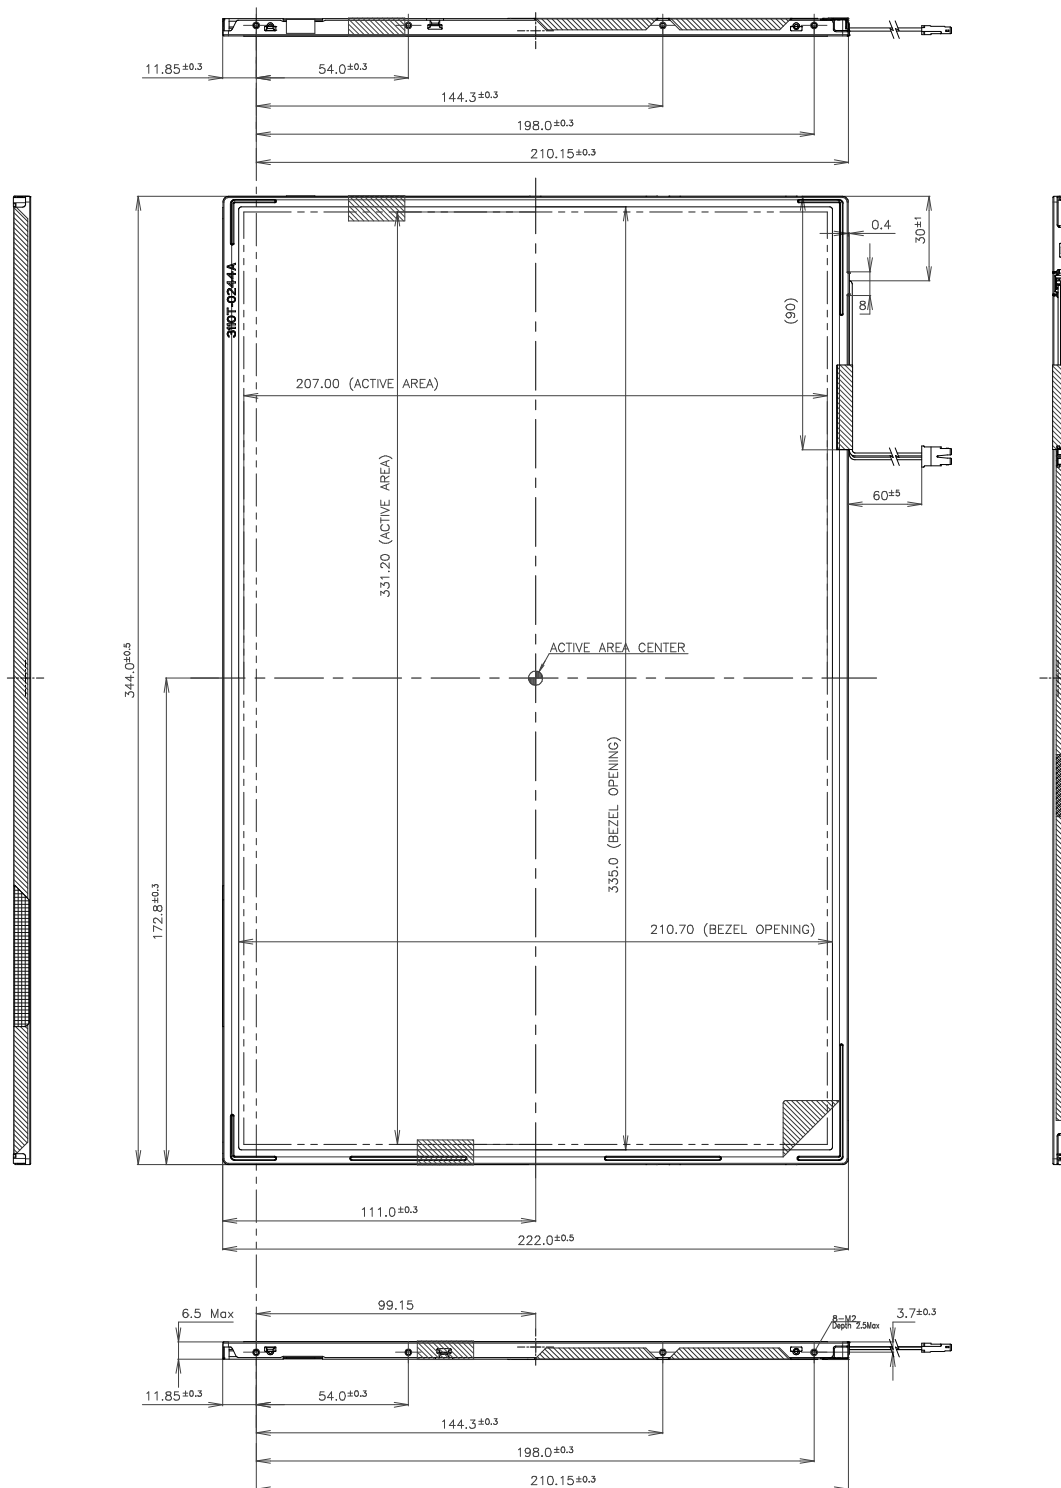 11.85±0.3
54.0±0.3
144.3±0.3
198.0±0.3
210.15±0.3
0.4
30±1
8
(90)
3110T-0244A
207.00 (ACTIVE AREA)
331.20 (ACTIVE AREA)
60±5
ACTIVE AREA CENTER
344.0±0.5
172.8±0.3
335.0 (BEZEL OPENING)
210.70 (BEZEL OPENING)
111.0±0.3
222.0±0.5
99.15
6.5 Max
8-M2
Depth 2.5Max
3.7±0.3
11.85±0.3
54.0±0.3
144.3±0.3
198.0±0.3
210.15±0.3